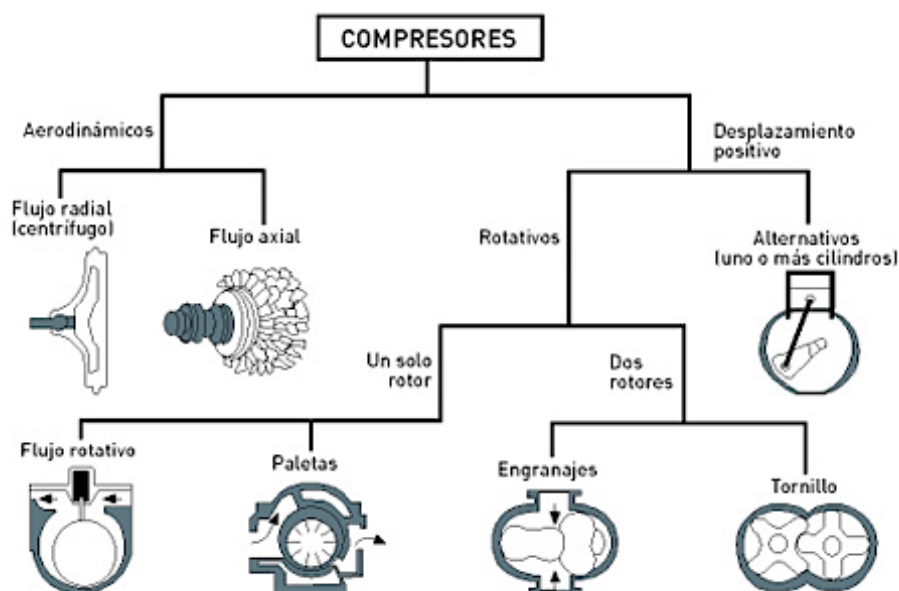 COMPRESORES
Aerodinámicos
Desplazamiento
positivo
Flujo radial
(centrífugo)
Flujo axial
Rotativos
Alternativos
(uno o más cilindros)
Un solo
rotor
Dos
rotores
Flujo rotativo
Paletas
Engranajes
Tornillo